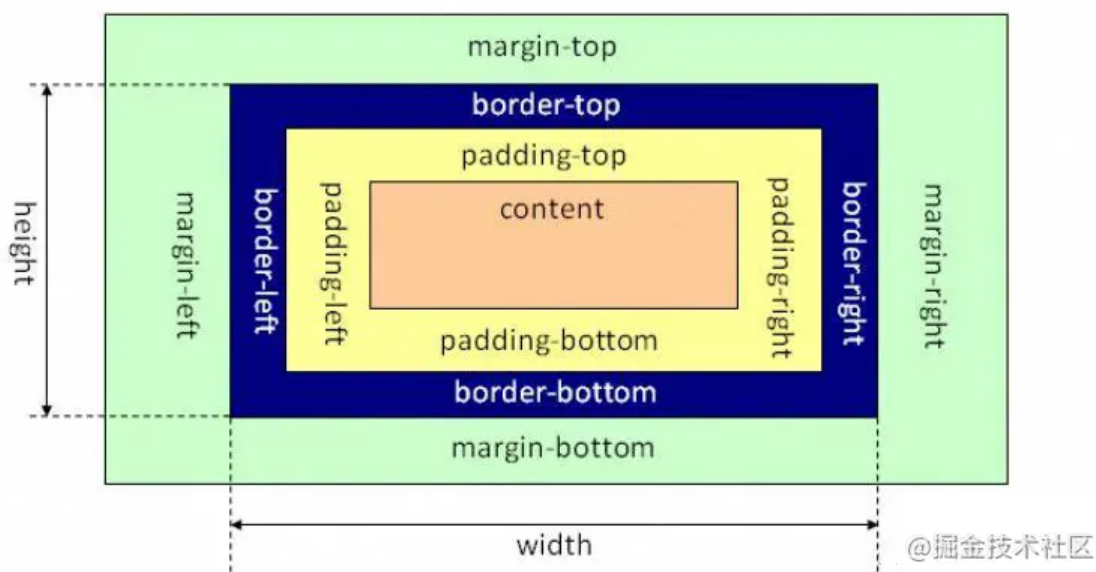 margin-top
border-top
padding-top
content
height
margin-left
border-left
padding-left
padding-right
border-right
margin-right
padding-bottom
border-bottom
margin-bottom
width
@掘金技术社区